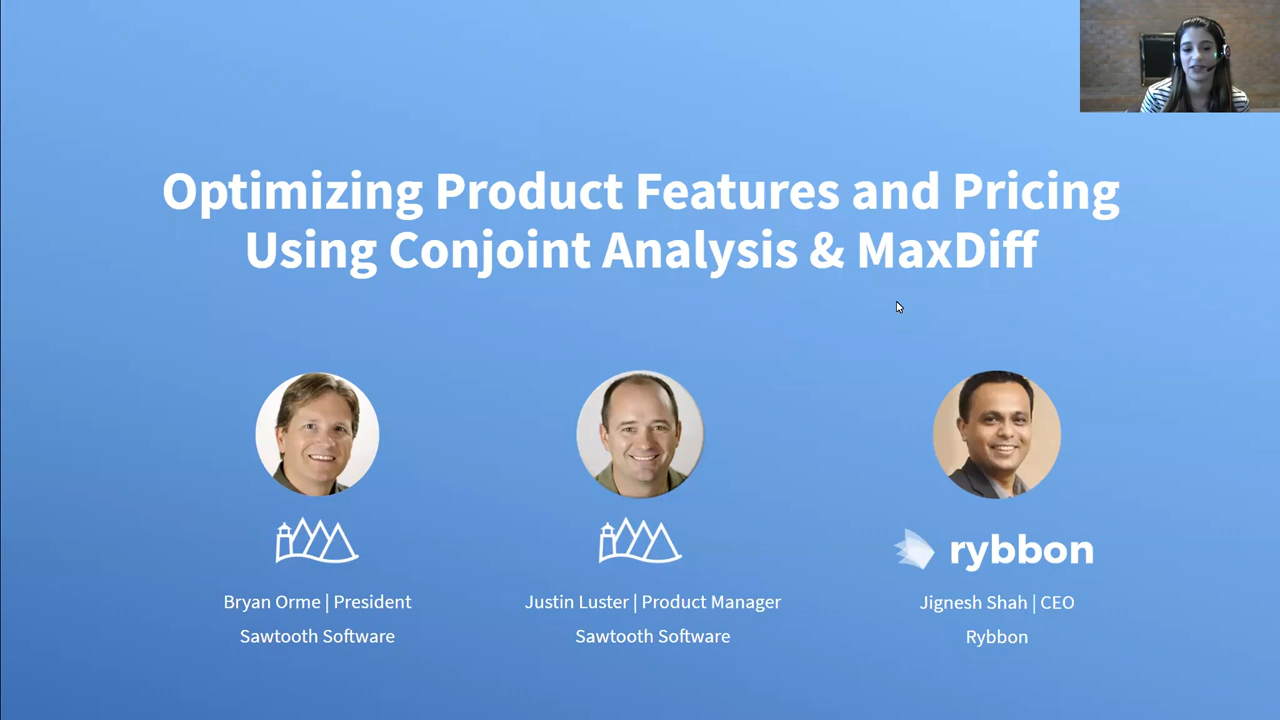 Optimizing Product Features and Pricing
Using Conjoint Analysis & MaxDiff
rybbon
Bryan Orme | President
Sawtooth Software
Justin Luster | Product Manager
Sawtooth Software
Jignesh Shah | CEO
Rybbon